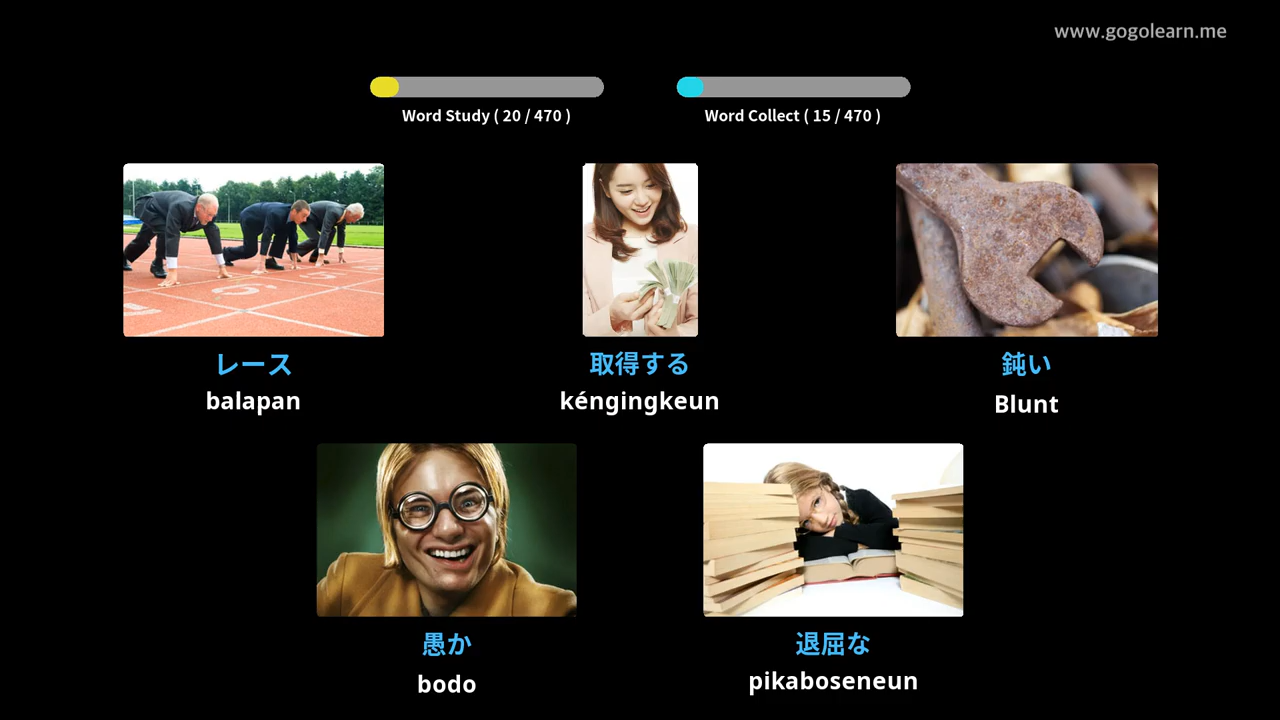 www.gogolearn.me
Word Study ( 20 / 470 )
Word Collect ( 15 / 470 )
レース
balapan
取得する
kéngingkeun
鈍い
Blunt
愚か
bodo
退屈な
pikaboseneun